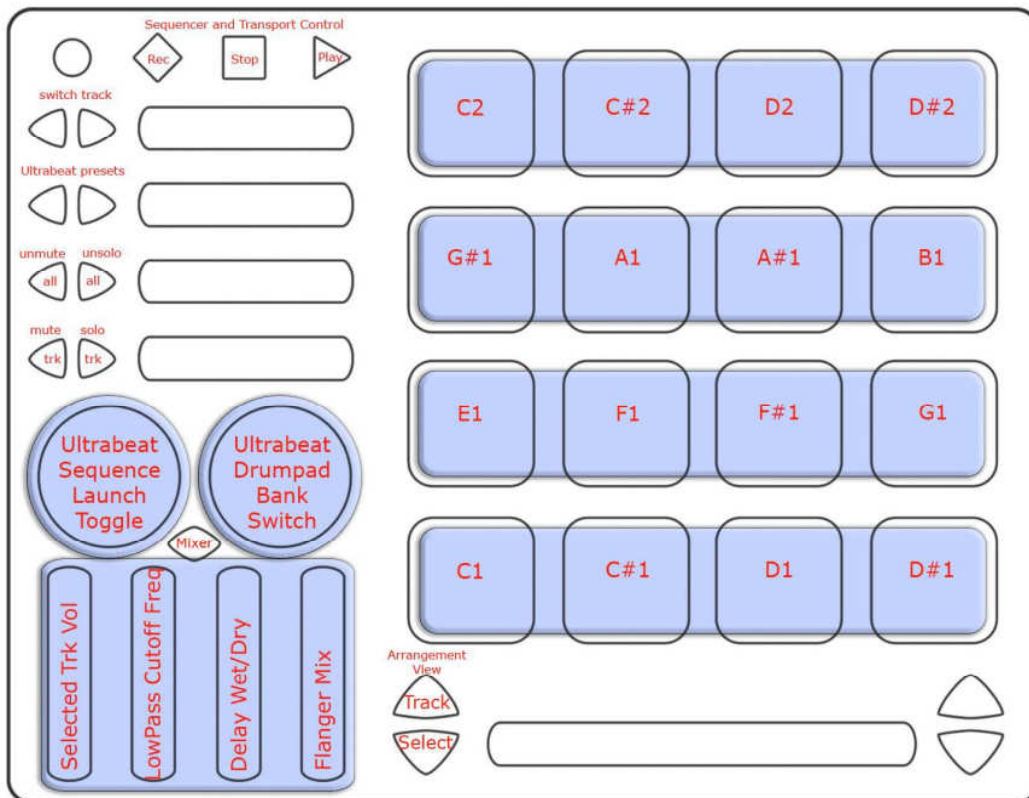 Sequencer and Transport Control
Rec Stop Play
switch track
Ultrabeat presets
unmute unsolo
all all
mute solo
trk trk
Ultrabeat
Sequence
Launch
Toggle
Ultrabeat
Drumpad
Bank
Switch
Mixer
Selected Trk Vol
LowPass Cutoff Freq
Delay Wet/Dry
Flanger Mix
C2 C#2 D2 D#2
G#1 A1 A#1 B1
E1 F1 F#1 G1
C1 C#1 D1 D#1
Arrangement
View
Track
Select